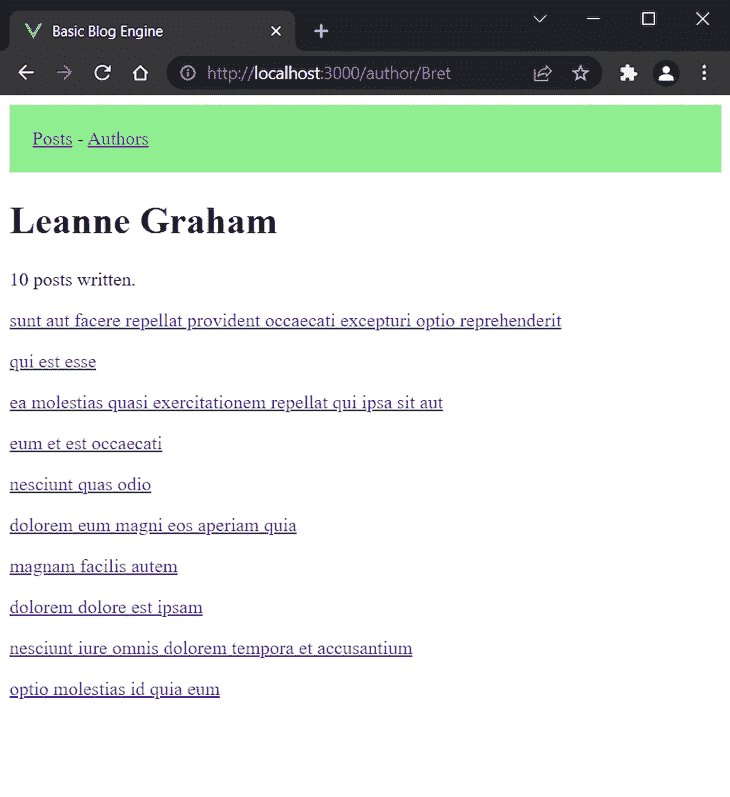 Basic Blog Engine
http://localhost:3000/author/Bret
Posts - Authors
Leanne Graham
10 posts written.
sunt aut facere repellat provident occaecati excepturi optio reprehenderit
qui est esse
ea molestias quasi exercitationem repellat qui ipsa sit aut
eum et est occaecati
nesciunt quas odio
dolorem eum magni eos aperiam quia
magnam facilis autem
dolorem dolore est ipsam
nesciunt iure omnis dolorem tempora et accusantium
optio molestias id quia eum